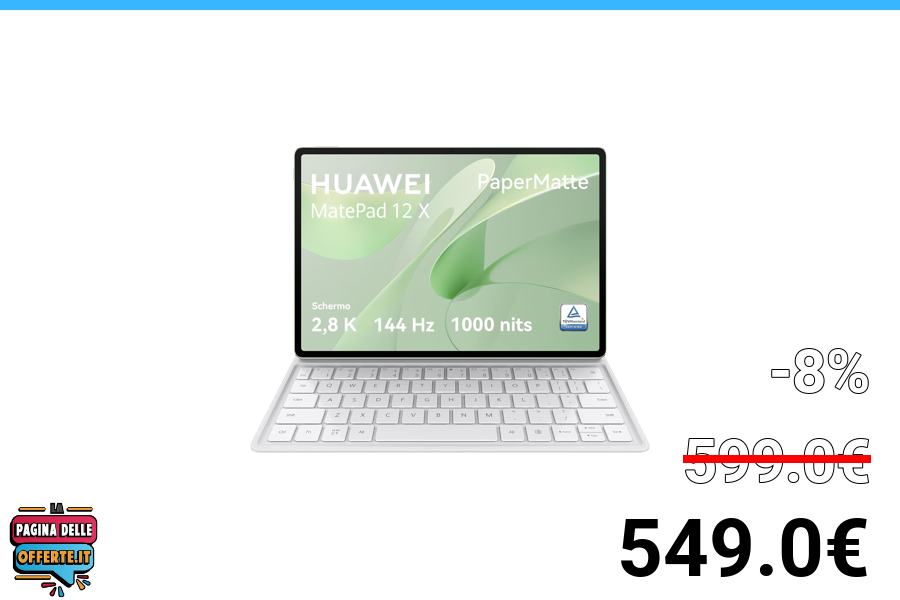 HUAWEI
PaperMatte
MatePad 12 X
Schermo
2,8 K 144 Hz 1000 nits
Q W E R T Y U I O P
A S D F G H J K L
Z X C V B N M
-8%
599.0€
549.0€
LA
PAGINA DELLE
OFFERTE.IT